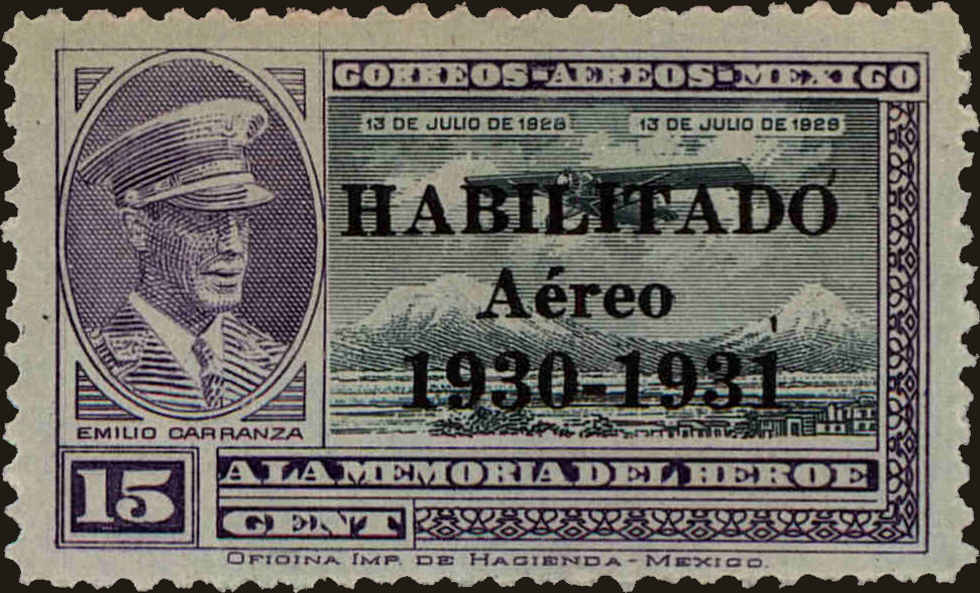 CORREOS-AEREOS-MEXICO
13 DE JULIO DE 1928 13 DE JULIO DE 1929
HABILITADO
Aéreo
1930-1931
EMILIO CARRANZA
15
CENT
A LA MEMORIA DEL HEROE
OFICINA IMP. DE HACIENDA-MEXICO.